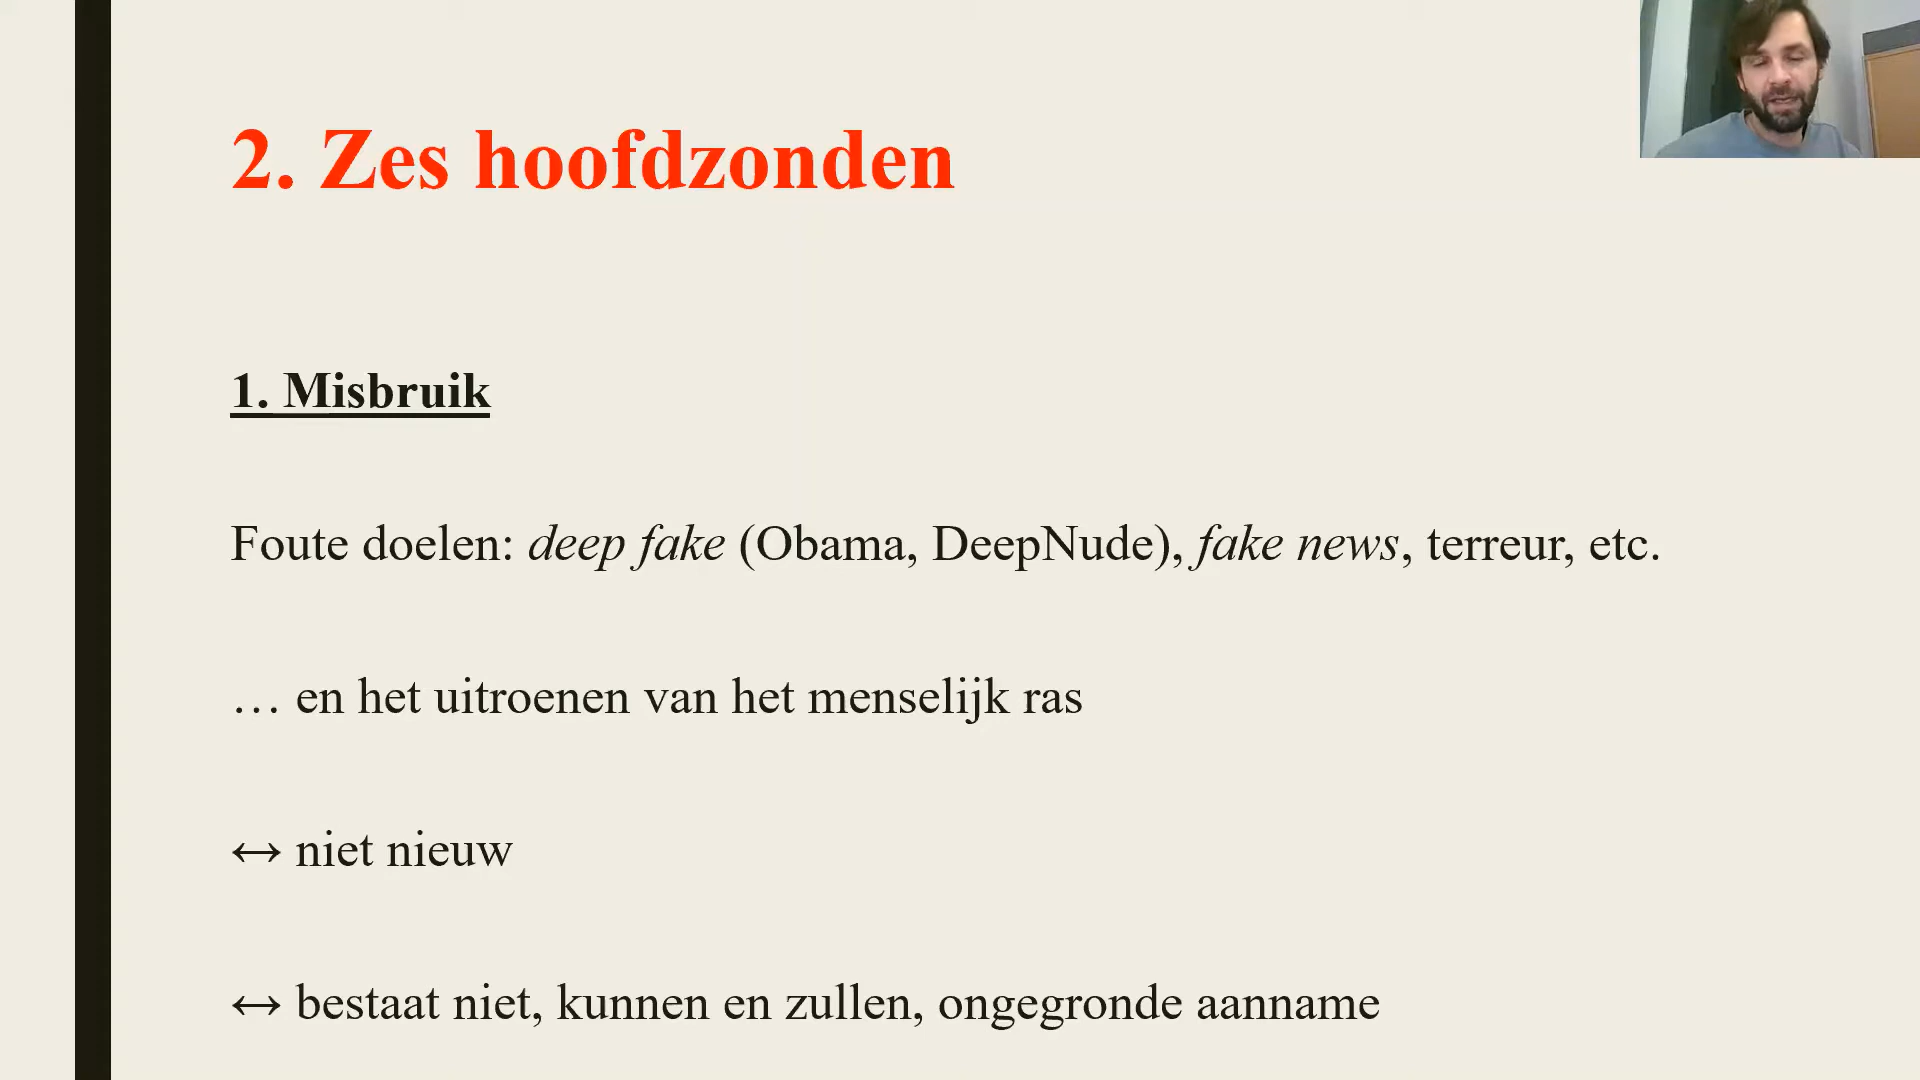 2. Zes hoofdzonden
1. Misbruik
Foute doelen: deep fake (Obama, DeepNude), fake news, terreur, etc.
… en het uitroenen van het menselijk ras
↔ niet nieuw
↔ bestaat niet, kunnen en zullen, ongegronde aanname